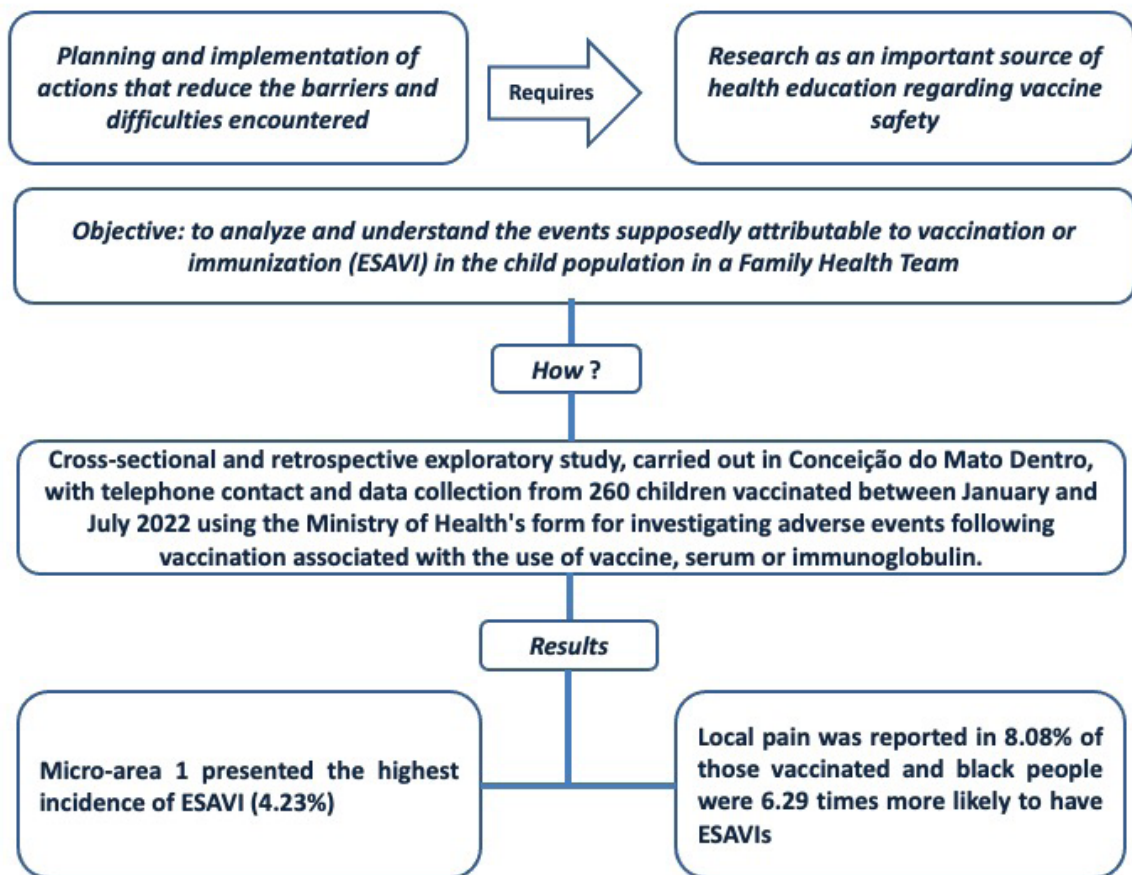 Planning and implementation of
actions that reduce the barriers and
difficulties encountered
Requires
Research as an important source of
health education regarding vaccine
safety
Objective: to analyze and understand the events supposedly attributable to vaccination or
immunization (ESAVI) in the child population in a Family Health Team
How ?
Cross-sectional and retrospective exploratory study, carried out in Conceição do Mato Dentro,
with telephone contact and data collection from 260 children vaccinated between January and
July 2022 using the Ministry of Health's form for investigating adverse events following
vaccination associated with the use of vaccine, serum or immunoglobulin.
Results
Micro-area 1 presented the highest
incidence of ESAVI (4.23%)
Local pain was reported in 8.08% of
those vaccinated and black people
were 6.29 times more likely to have
ESAVIs